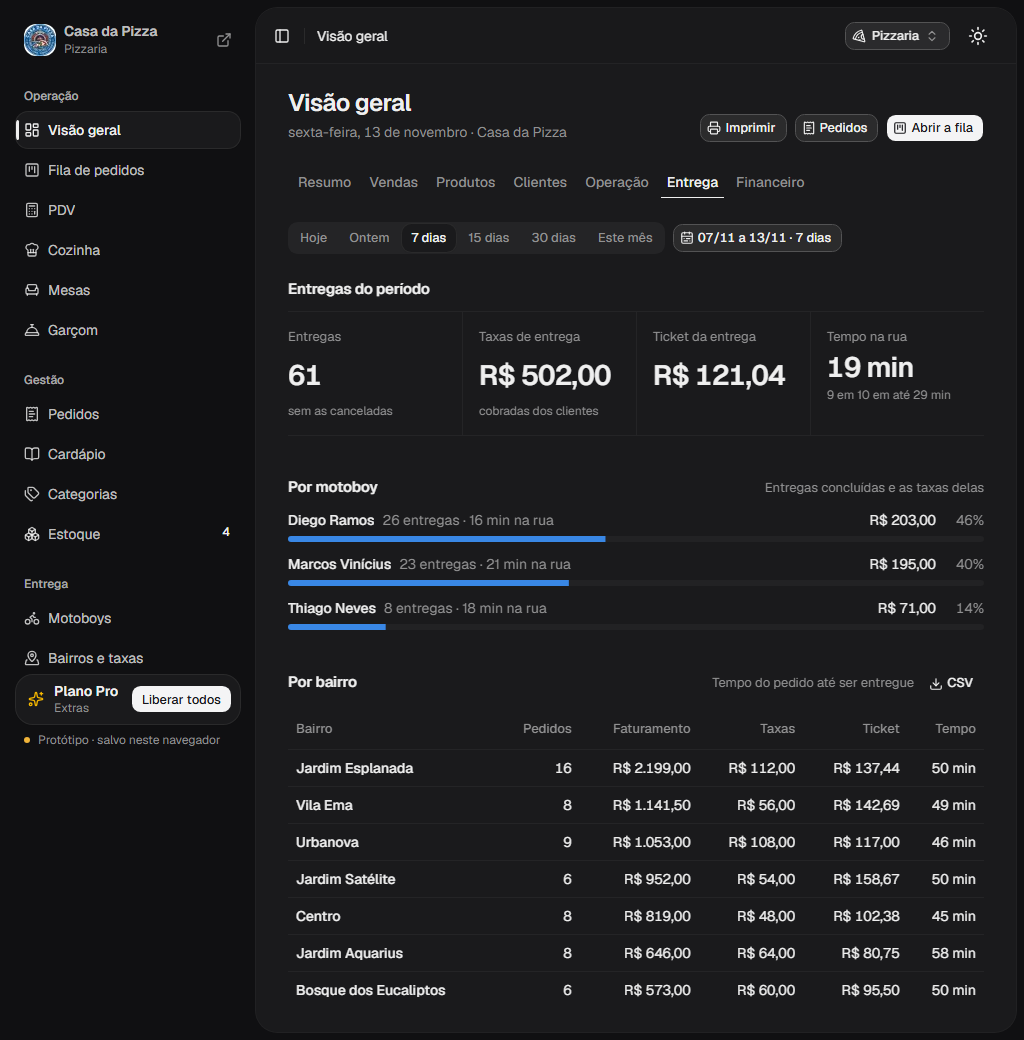 Casa da Pizza
Pizzaria
Operação
Visão geral
Fila de pedidos
PDV
Cozinha
Mesas
Garçom
Gestão
Pedidos
Cardápio
Categorias
Estoque 4
Entrega
Motoboys
Bairros e taxas
Plano Pro
Extras
Liberar todos
Protótipo · salvo neste navegador
Visão geral
Pizzaria
Visão geral
sexta-feira, 13 de novembro · Casa da Pizza
Imprimir Pedidos Abrir a fila
Resumo Vendas Produtos Clientes Operação Entrega Financeiro
Hoje Ontem 7 dias 15 dias 30 dias Este mês 07/11 a 13/11 · 7 dias
Entregas do período
Entregas
61
sem as canceladas
Taxas de entrega
R$ 502,00
cobradas dos clientes
Ticket da entrega
R$ 121,04
Tempo na rua
19 min
9 em 10 em até 29 min
Por motoboy Entregas concluídas e as taxas delas
Diego Ramos 26 entregas · 16 min na rua R$ 203,00 46%
Marcos Vinícius 23 entregas · 21 min na rua R$ 195,00 40%
Thiago Neves 8 entregas · 18 min na rua R$ 71,00 14%
Por bairro Tempo do pedido até ser entregue CSV
Bairro Pedidos Faturamento Taxas Ticket Tempo
Jardim Esplanada 16 R$ 2.199,00 R$ 112,00 R$ 137,44 50 min
Vila Ema 8 R$ 1.141,50 R$ 56,00 R$ 142,69 49 min
Urbanova 9 R$ 1.053,00 R$ 108,00 R$ 117,00 46 min
Jardim Satélite 6 R$ 952,00 R$ 54,00 R$ 158,67 50 min
Centro 8 R$ 819,00 R$ 48,00 R$ 102,38 45 min
Jardim Aquarius 8 R$ 646,00 R$ 64,00 R$ 80,75 58 min
Bosque dos Eucaliptos 6 R$ 573,00 R$ 60,00 R$ 95,50 50 min